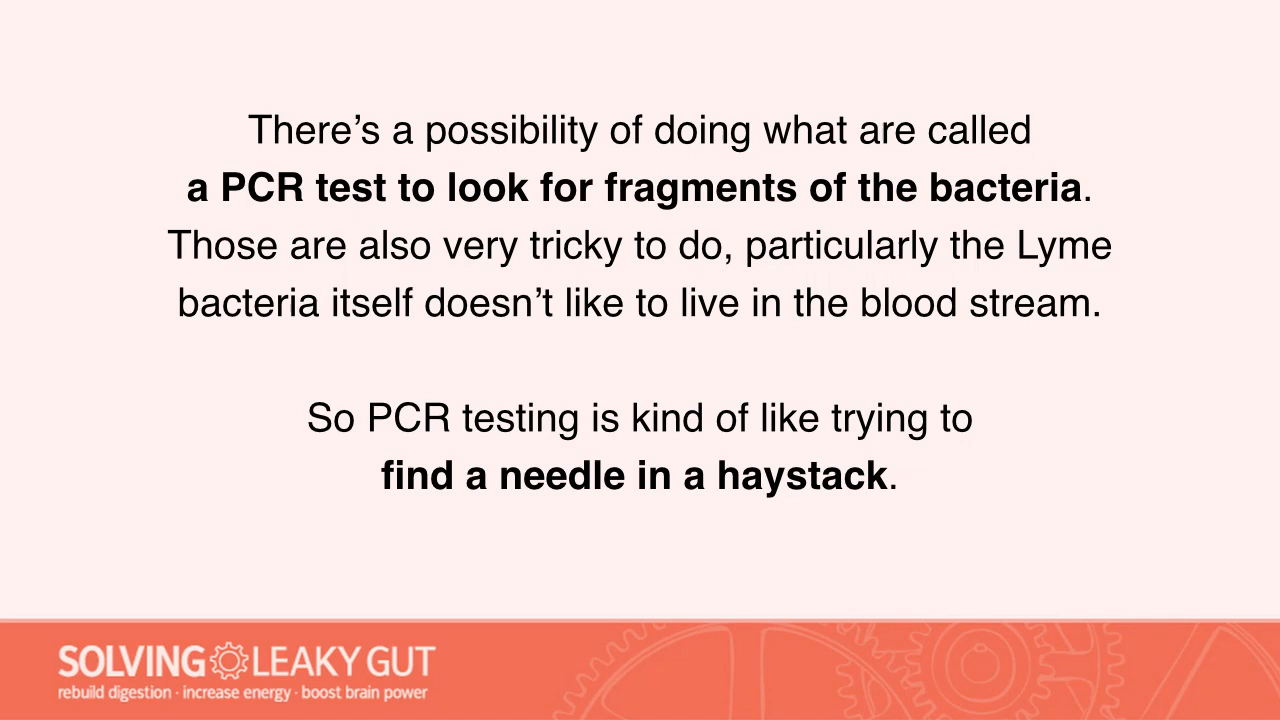 There’s a possibility of doing what are called
a PCR test to look for fragments of the bacteria.
Those are also very tricky to do, particularly the Lyme
bacteria itself doesn’t like to live in the blood stream.
So PCR testing is kind of like trying to
find a needle in a haystack.
SOLVING LEAKY GUT
rebuild digestion · increase energy · boost brain power